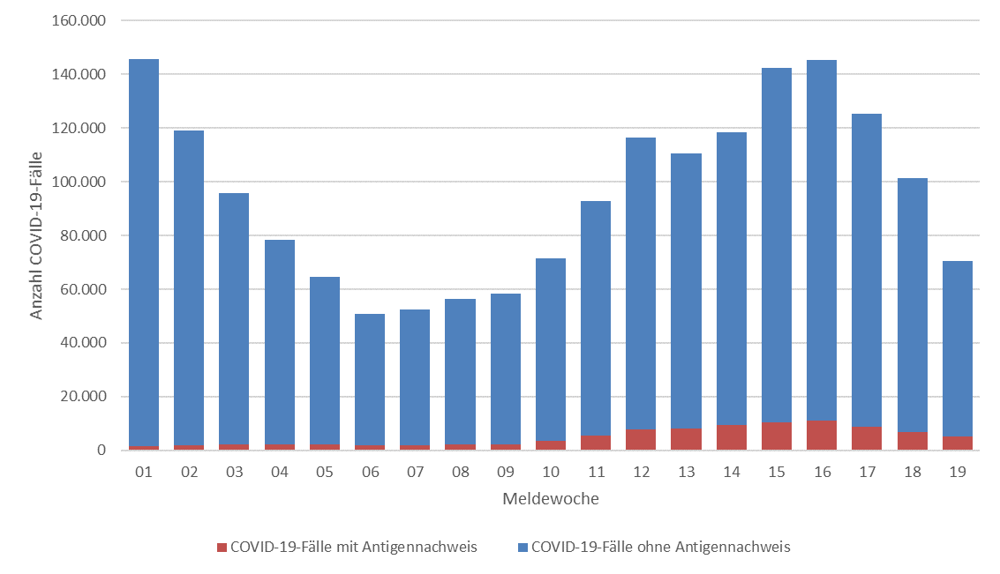 160.000
140.000
120.000
100.000
80.000
60.000
40.000
20.000
0
Anzahl COVID-19-Fälle
01 02 03 04 05 06 07 08 09 10 11 12 13 14 15 16 17 18 19
Meldewoche
COVID-19-Fälle mit Antigennachweis COVID-19-Fälle ohne Antigennachweis